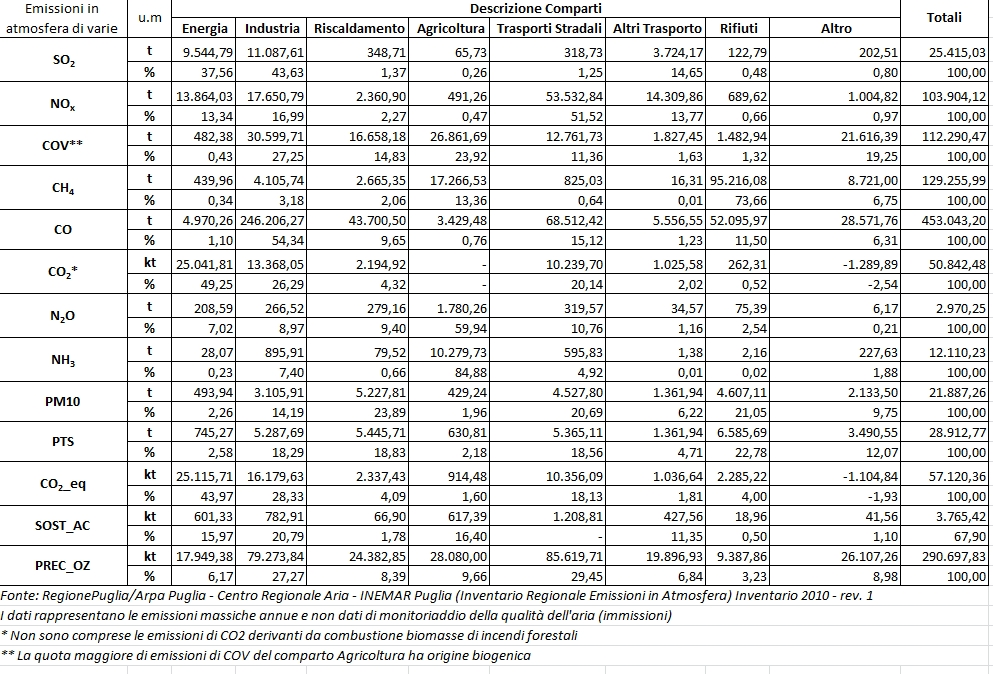 Emissioni in atmosfera di varie u.m Descrizione Comparti Totali
Energia Industria Riscaldamento Agricoltura Trasporti Stradali Altri Trasporto Rifiuti Altro
SO2 t 9.544,79 11.087,61 348,71 65,73 318,73 3.724,17 122,79 202,51 25.415,03
% 37,56 43,63 1,37 0,26 1,25 14,65 0,48 0,80 100,00
NOx t 13.864,03 17.650,79 2.360,90 491,26 53.532,84 14.309,86 689,62 1.004,82 103.904,12
% 13,34 16,99 2,27 0,47 51,52 13,77 0,66 0,97 100,00
COV** t 482,38 30.599,71 16.658,18 26.861,69 12.761,73 1.827,45 1.482,94 21.616,39 112.290,47
% 0,43 27,25 14,83 23,92 11,36 1,63 1,32 19,25 100,00
CH4 t 439,96 4.105,74 2.665,35 17.266,53 825,03 16,31 95.216,08 8.721,00 129.255,99
% 0,34 3,18 2,06 13,36 0,64 0,01 73,66 6,75 100,00
CO t 4.970,26 246.206,27 43.700,50 3.429,48 68.512,42 5.556,55 52.095,97 28.571,76 453.043,20
% 1,10 54,34 9,65 0,76 15,12 1,23 11,50 6,31 100,00
CO2* kt 25.041,81 13.368,05 2.194,92 - 10.239,70 1.025,58 262,31 -1.289,89 50.842,48
% 49,25 26,29 4,32 - 20,14 2,02 0,52 -2,54 100,00
N2O t 208,59 266,52 279,16 1.780,26 319,57 34,57 75,39 6,17 2.970,25
% 7,02 8,97 9,40 59,94 10,76 1,16 2,54 0,21 100,00
NH3 t 28,07 895,91 79,52 10.279,73 595,83 1,38 2,16 227,63 12.110,23
% 0,23 7,40 0,66 84,88 4,92 0,01 0,02 1,88 100,00
PM10 t 493,94 3.105,91 5.227,81 429,24 4.527,80 1.361,94 4.607,11 2.133,50 21.887,26
% 2,26 14,19 23,89 1,96 20,69 6,22 21,05 9,75 100,00
PTS t 745,27 5.287,69 5.445,71 630,81 5.365,11 1.361,94 6.585,69 3.490,55 28.912,77
% 2,58 18,29 18,83 2,18 18,56 4,71 22,78 12,07 100,00
CO2_eq kt 25.115,71 16.179,63 2.337,43 914,48 10.356,09 1.036,64 2.285,22 -1.104,84 57.120,36
% 43,97 28,33 4,09 1,60 18,13 1,81 4,00 -1,93 100,00
SOST_AC kt 601,33 782,91 66,90 617,39 1.208,81 427,56 18,96 41,56 3.765,42
% 15,97 20,79 1,78 16,40 - 11,35 0,50 1,10 67,90
PREC_OZ kt 17.949,38 79.273,84 24.382,85 28.080,00 85.619,71 19.896,93 9.387,86 26.107,26 290.697,83
% 6,17 27,27 8,39 9,66 29,45 6,84 3,23 8,98 100,00
Fonte: RegionePuglia/Arpa Puglia - Centro Regionale Aria - INEMAR Puglia (Inventario Regionale Emissioni in Atmosfera) Inventario 2010 - rev. 1
I dati rappresentano le emissioni massiche annue e non dati di monitoriaddio della qualità dell'aria (immissioni)
* Non sono comprese le emissioni di CO2 derivanti da combustione biomasse di incendi forestali
** La quota maggiore di emissioni di COV del comparto Agricoltura ha origine biogenica